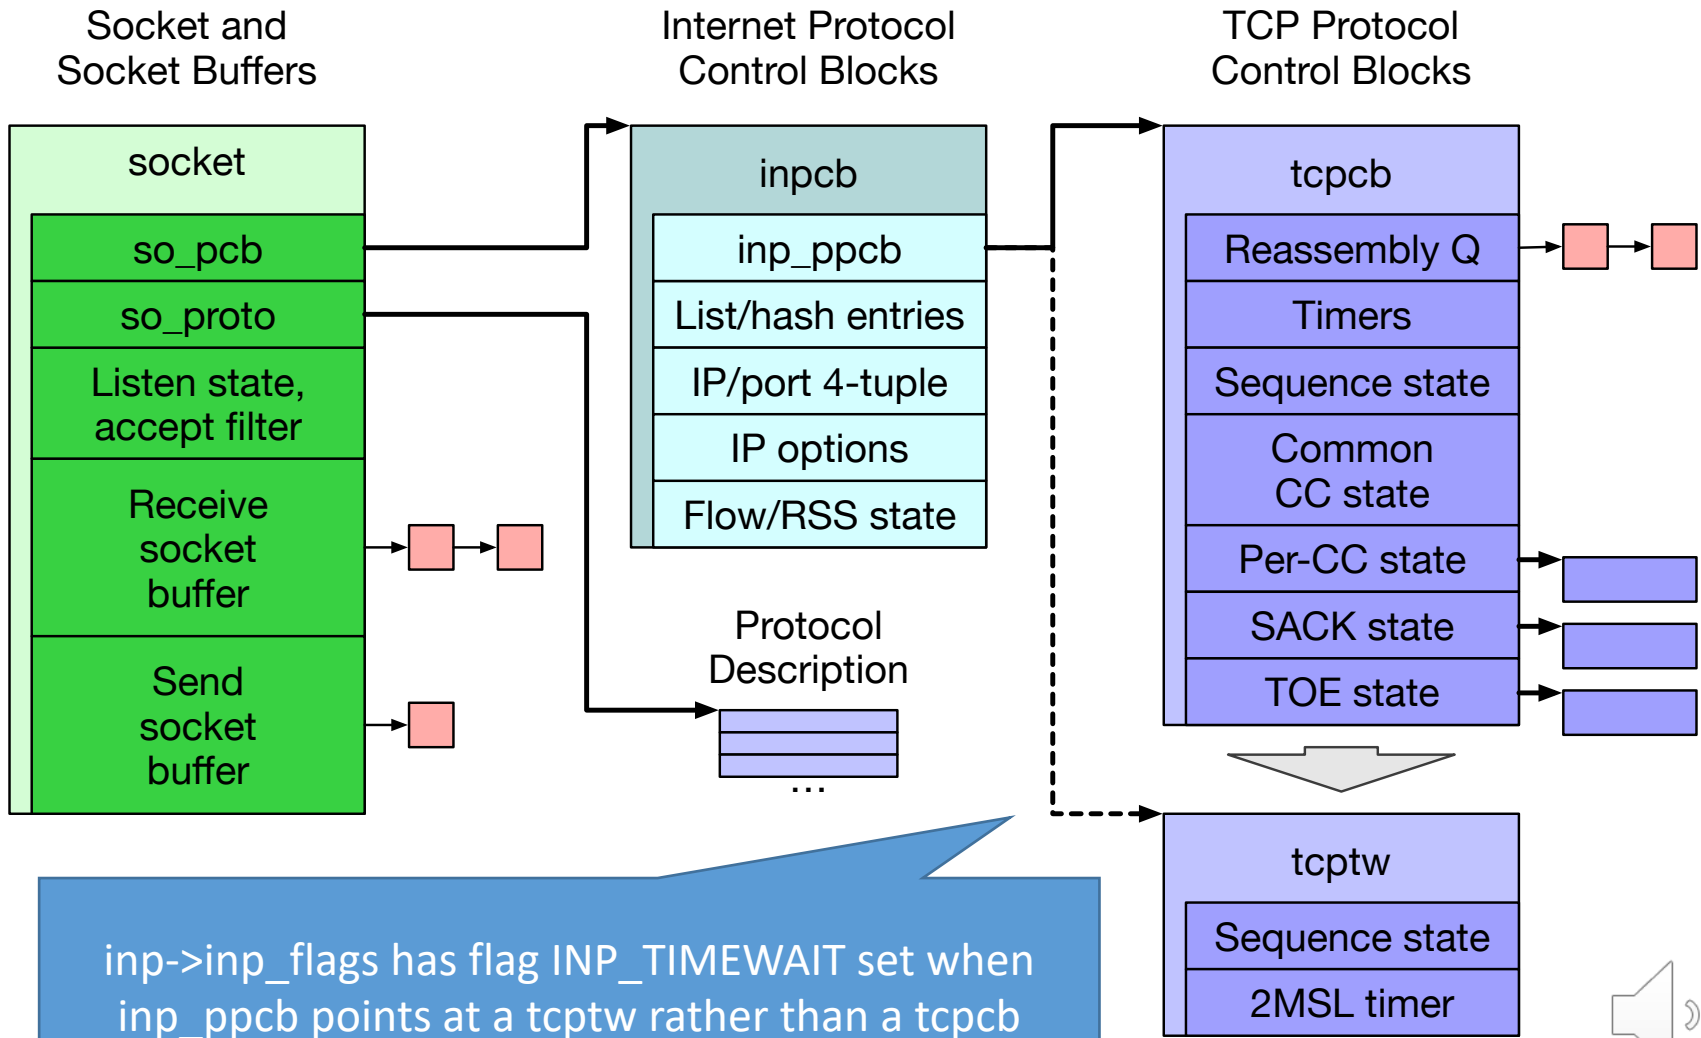 Socket and
Socket Buffers
Internet Protocol
Control Blocks
TCP Protocol
Control Blocks
socket
so_pcb
so_proto
Listen state,
accept filter
Receive
socket
buffer
Send
socket
buffer
inpcb
inp_ppcb
List/hash entries
IP/port 4-tuple
IP options
Flow/RSS state
Protocol
Description
...
tcpcb
Reassembly Q
Timers
Sequence state
Common
CC state
Per-CC state
SACK state
TOE state
tcptw
Sequence state
2MSL timer
inp->inp_flags has flag INP_TIMEWAIT set when
inp_ppcb points at a tcptw rather than a tcpcb